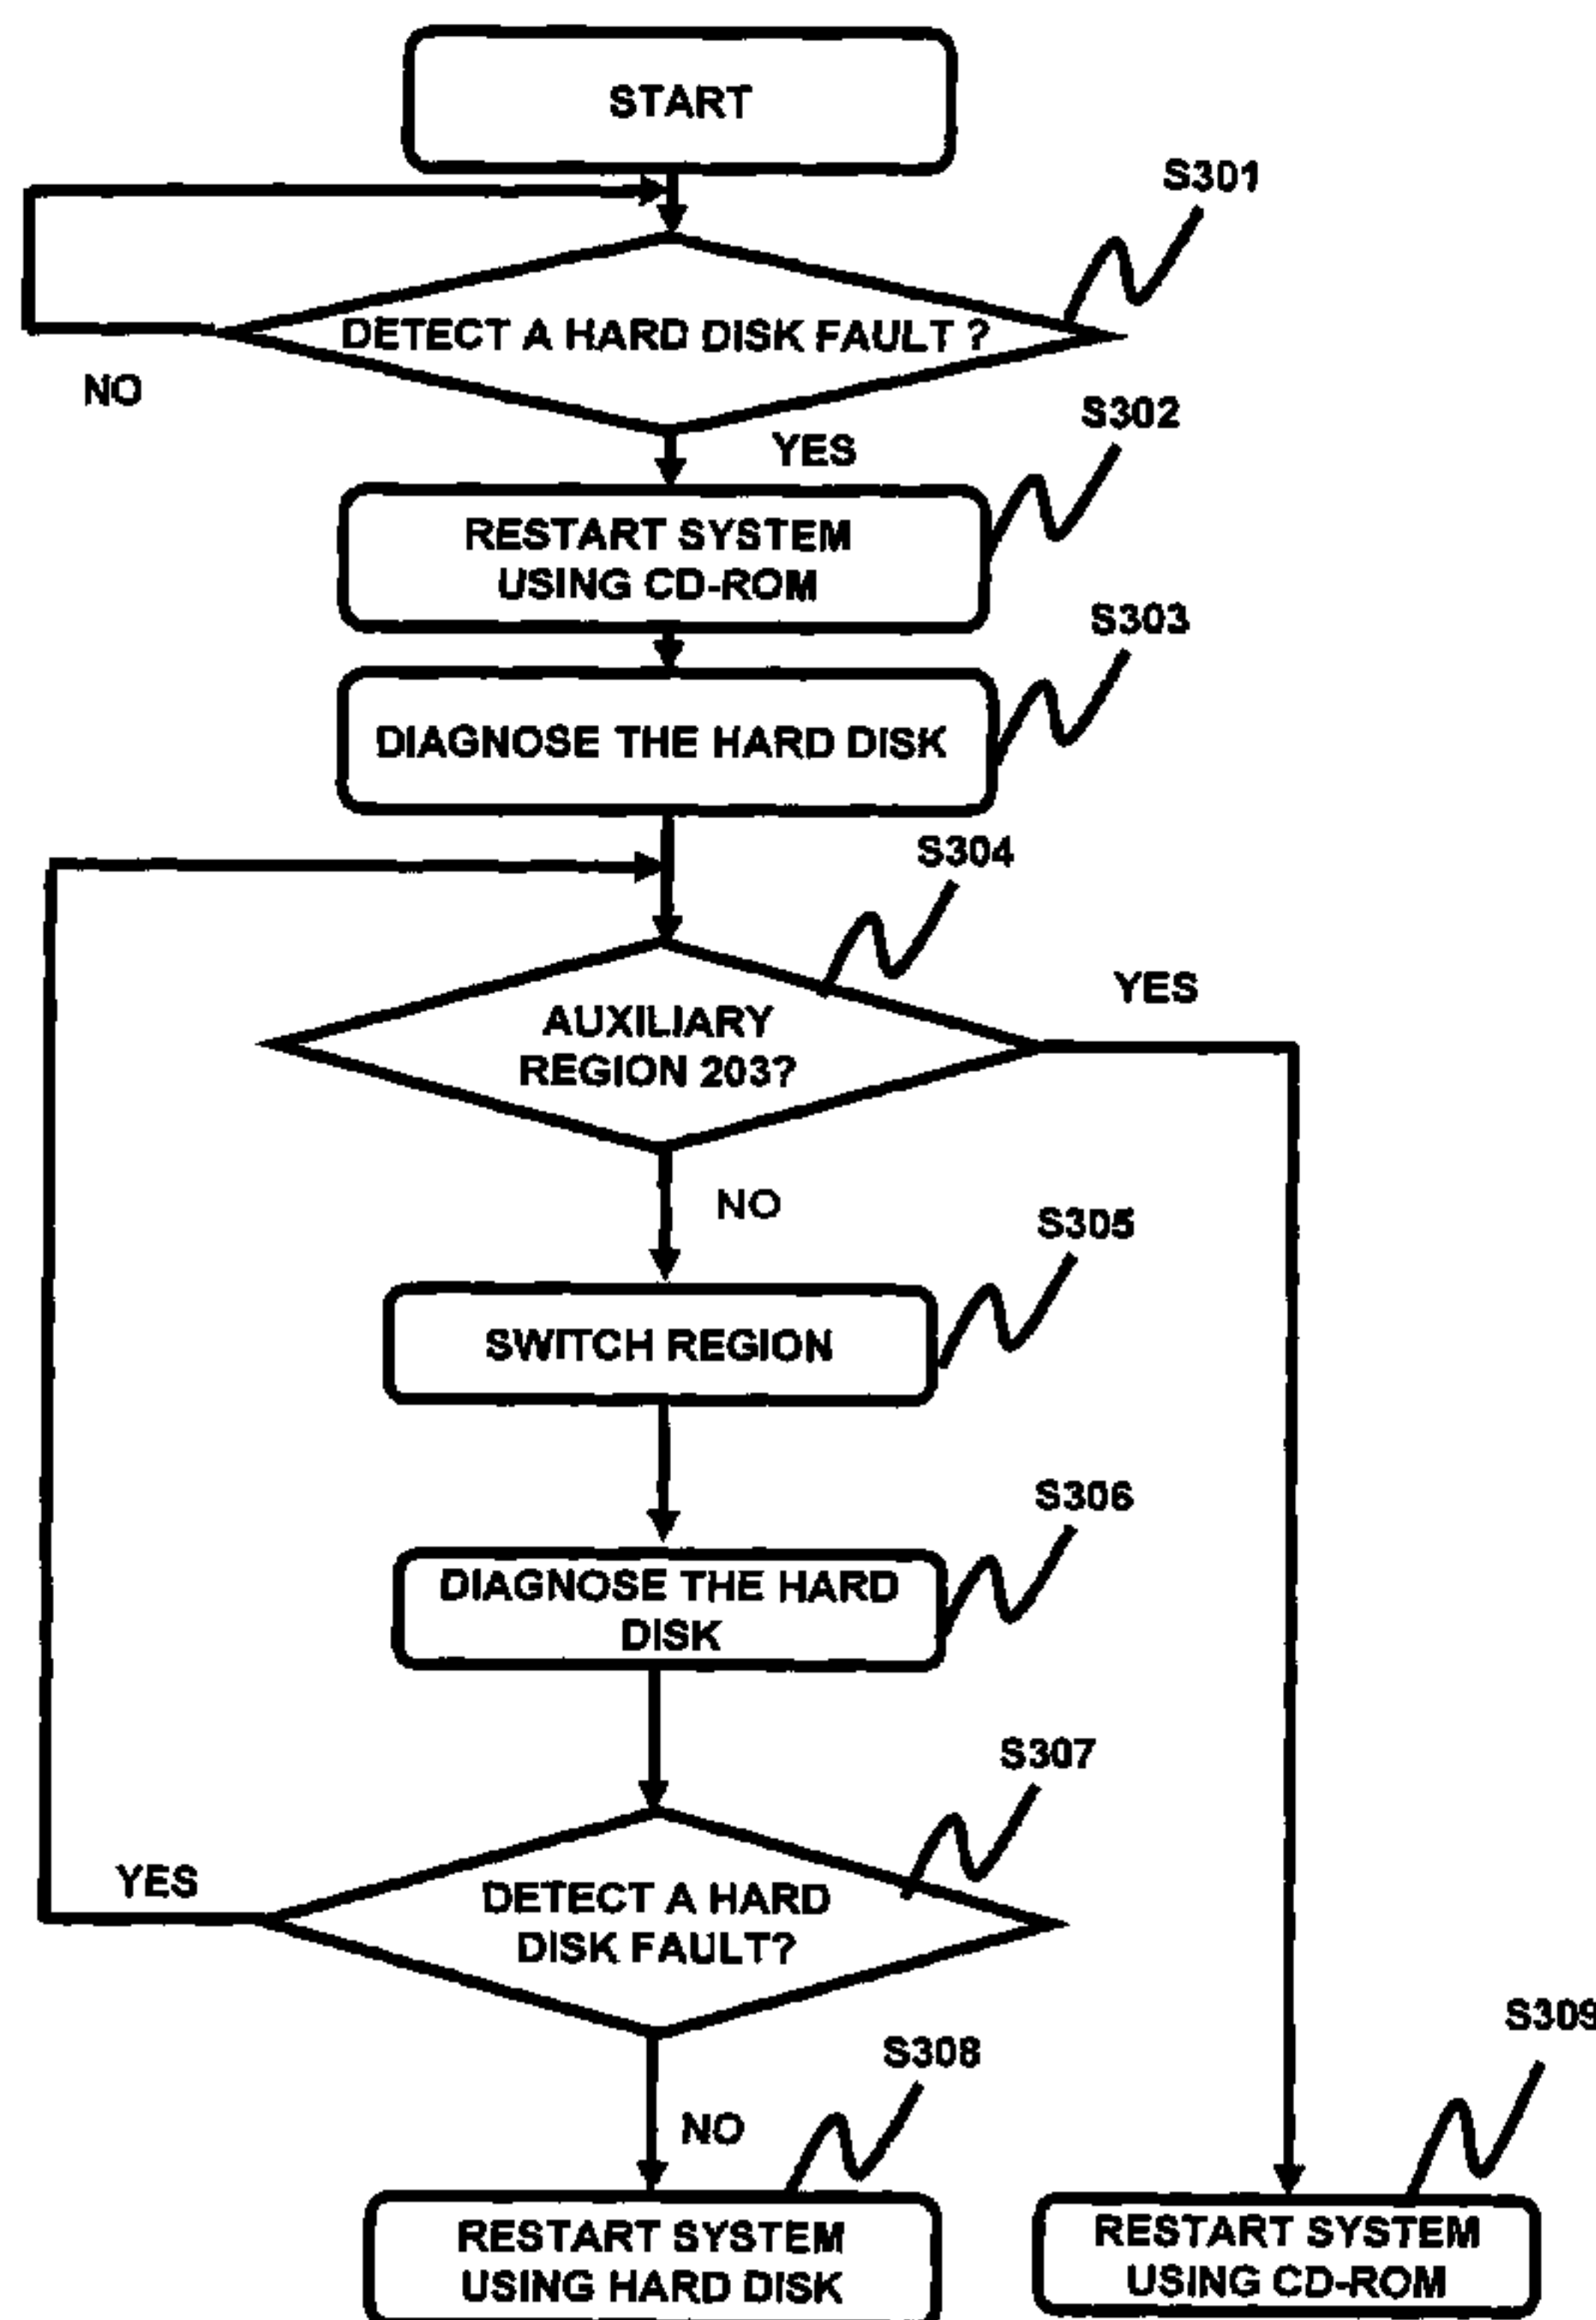 START
S301
DETECT A HARD DISK FAULT ?
NO
YES
S302
RESTART SYSTEM
USING CD-ROM
S303
DIAGNOSE THE HARD DISK
S304
AUXILIARY
REGION 203?
YES
NO
S305
SWITCH REGION
S306
DIAGNOSE THE HARD
DISK
S307
YES
DETECT A HARD
DISK FAULT?
S308
NO
S309
RESTART SYSTEM
USING HARD DISK
RESTART SYSTEM
USING CD-ROM